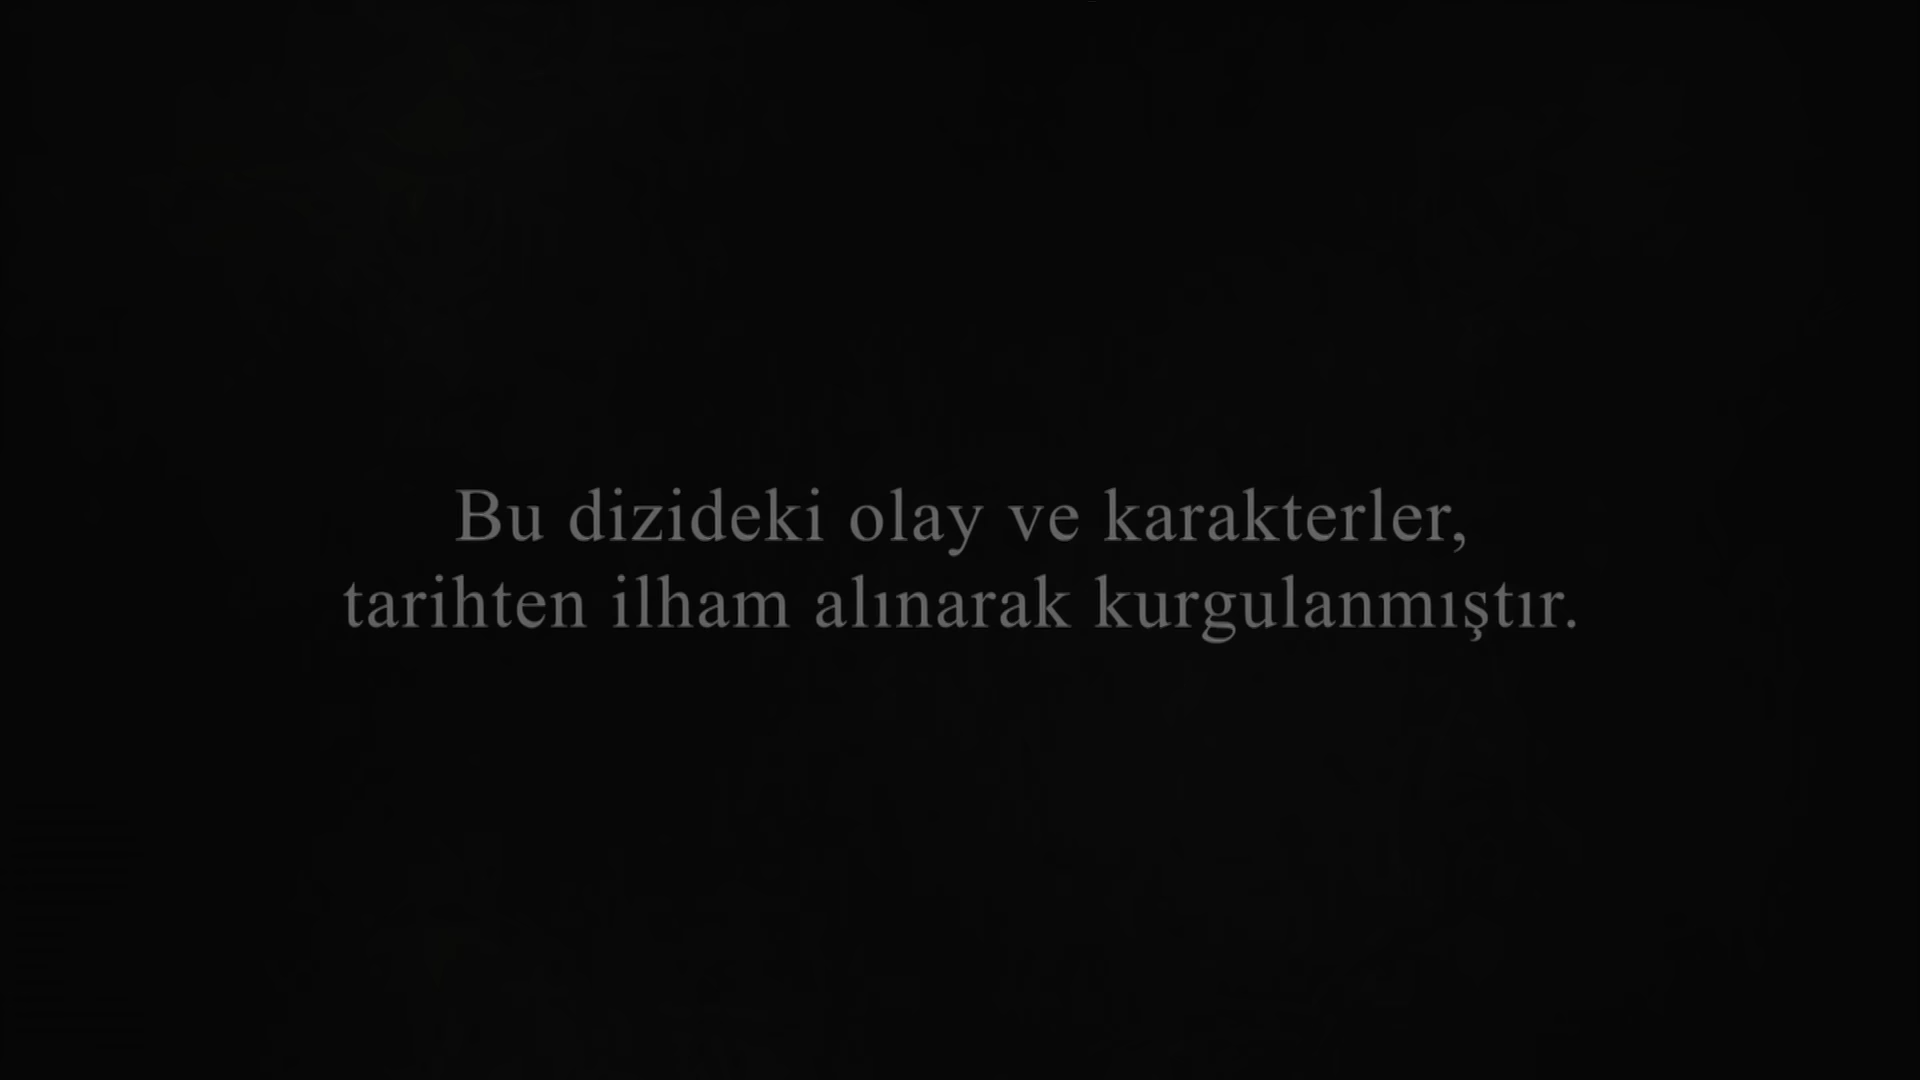 Bu dizideki olay ve karakterler,
tarihten ilham alınarak kurgulanmıştır.